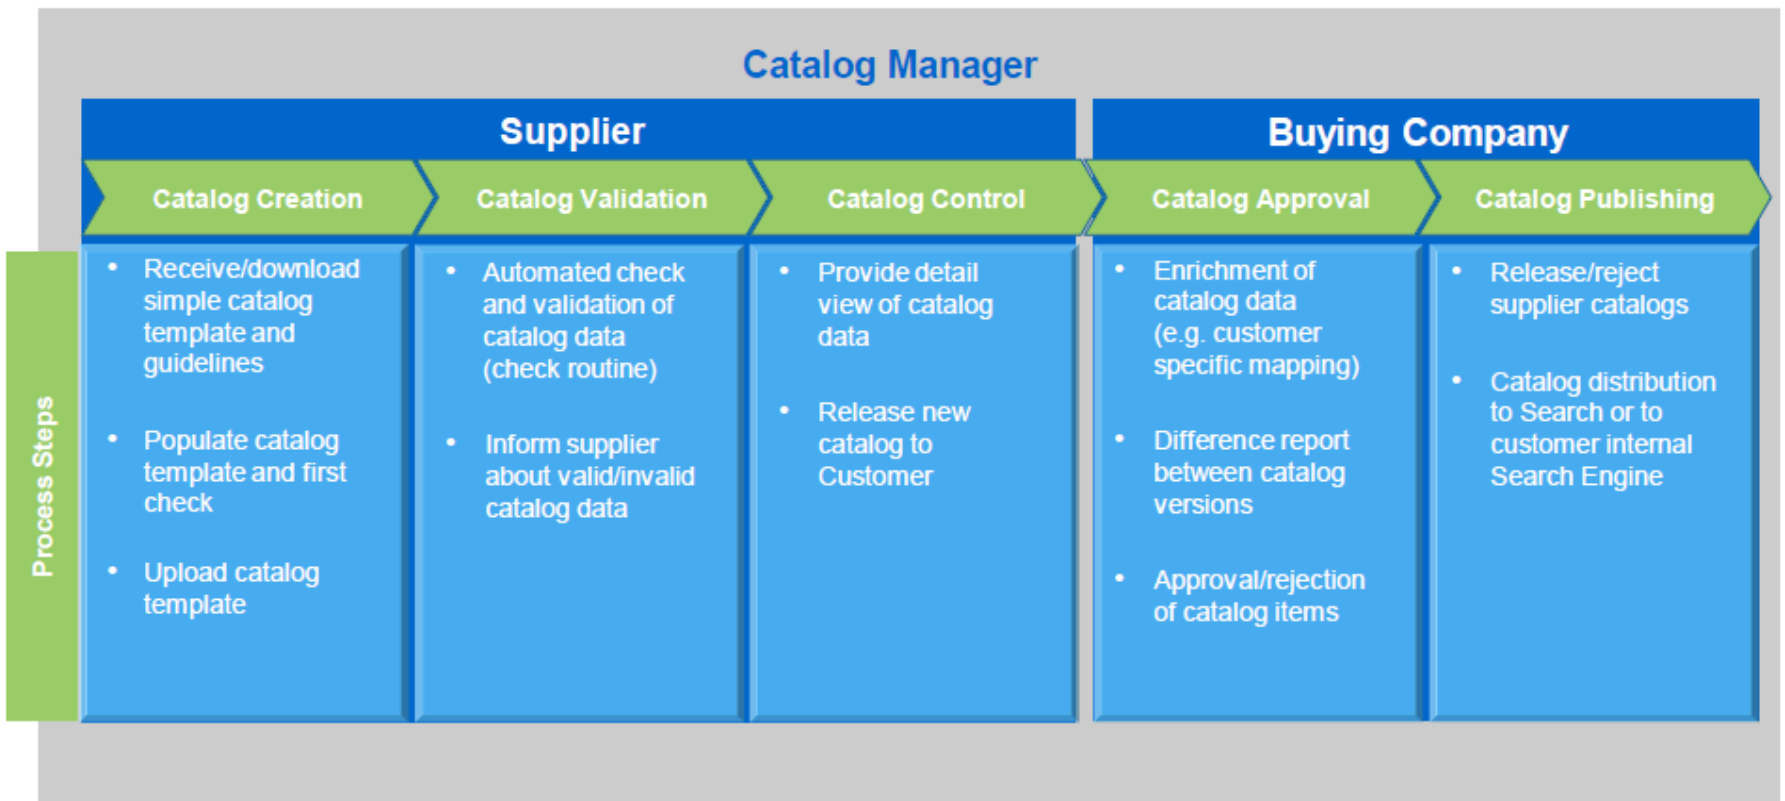 Catalog Manager
Supplier
Buying Company
Catalog Creation
Catalog Validation
Catalog Control
Catalog Approval
Catalog Publishing
Process Steps
• Receive/download
simple catalog
template and
guidelines
• Populate catalog
template and first
check
• Upload catalog
template
• Automated check
and validation of
catalog data
(check routine)
• Inform supplier
about valid/invalid
catalog data
• Provide detail
view of catalog
data
• Release new
catalog to
Customer
• Enrichment of
catalog data
(e.g. customer
specific mapping)
• Difference report
between catalog
versions
• Approval/rejection
of catalog items
• Release/reject
supplier catalogs
• Catalog distribution
to Search or to
customer internal
Search Engine